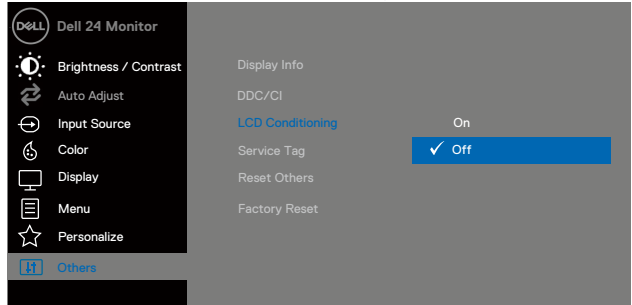 DELL Dell 24 Monitor
Brightness / Contrast
Auto Adjust
Input Source
Color
Display
Menu
Personalize
Others
Display Info
DDC/CI
LCD Conditioning
Service Tag
Reset Others
Factory Reset
On
Off